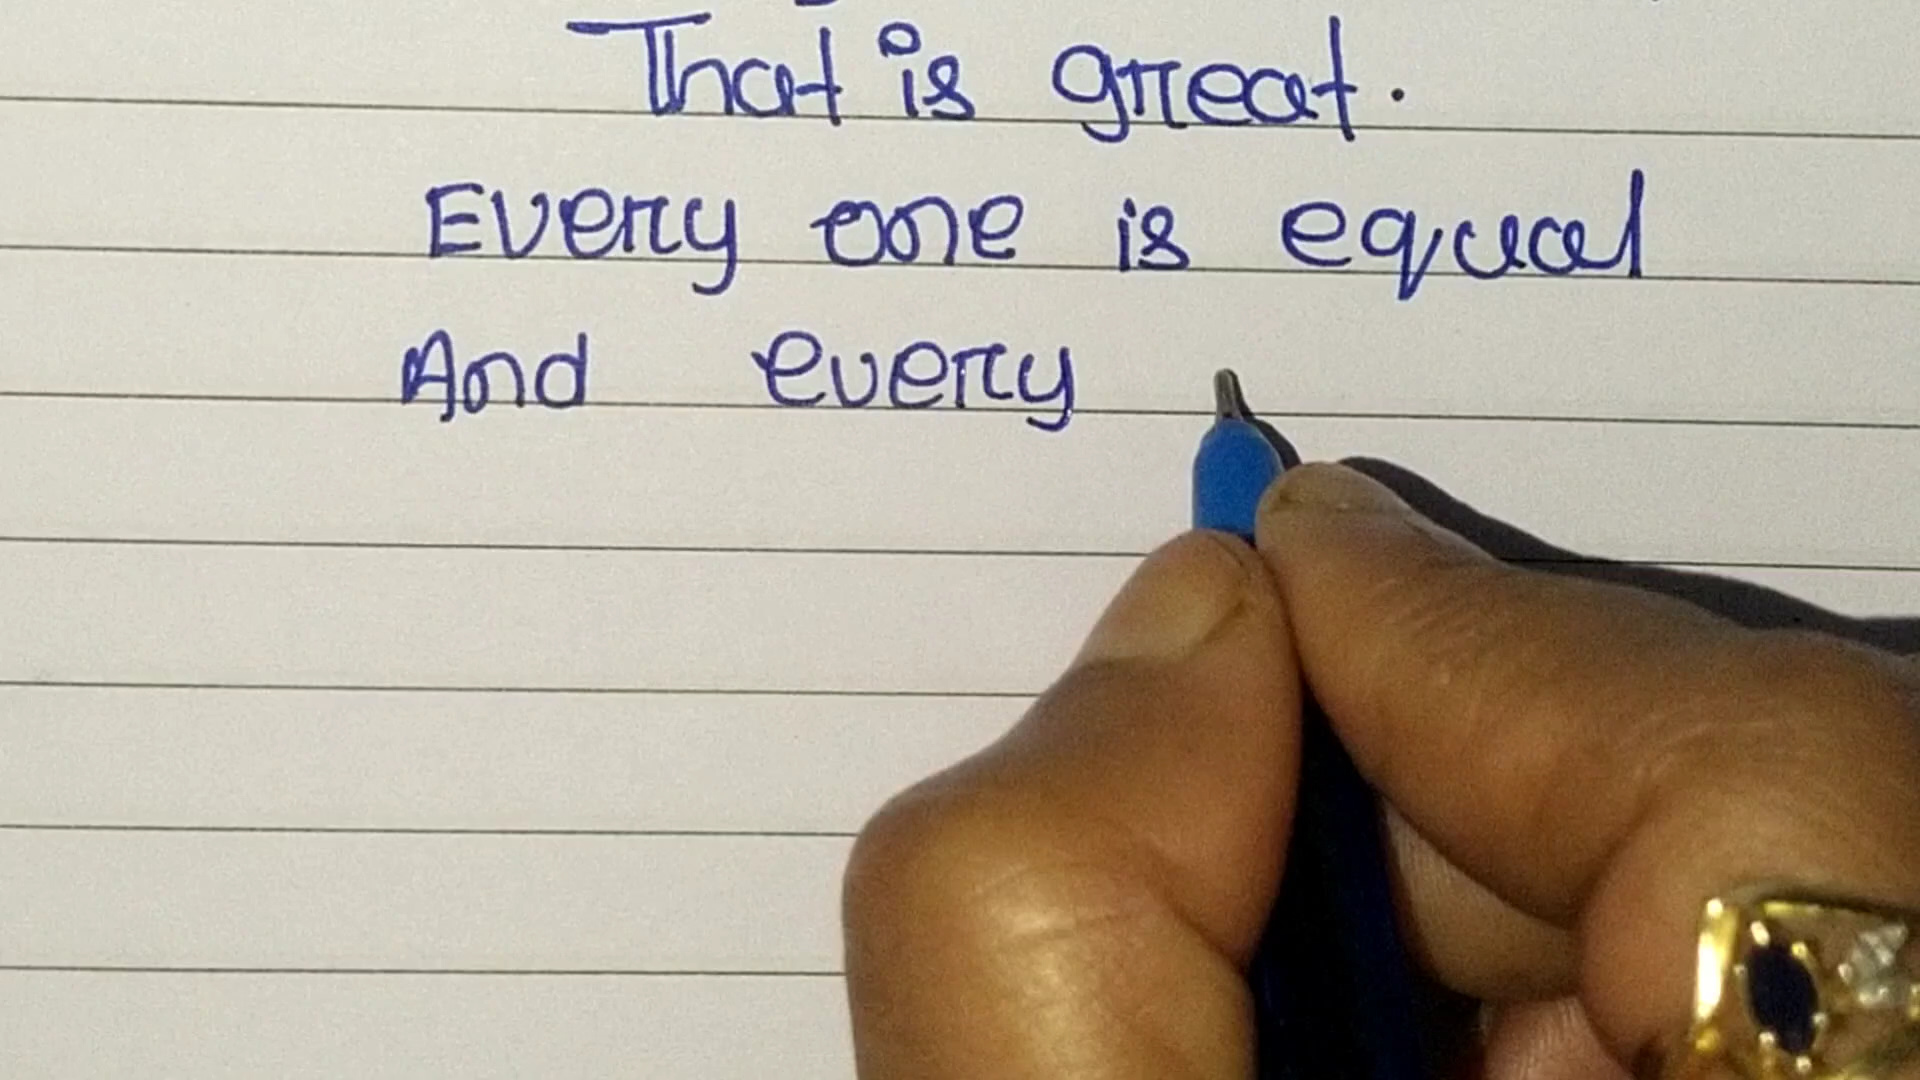 That is great.
Every one is equal
And every